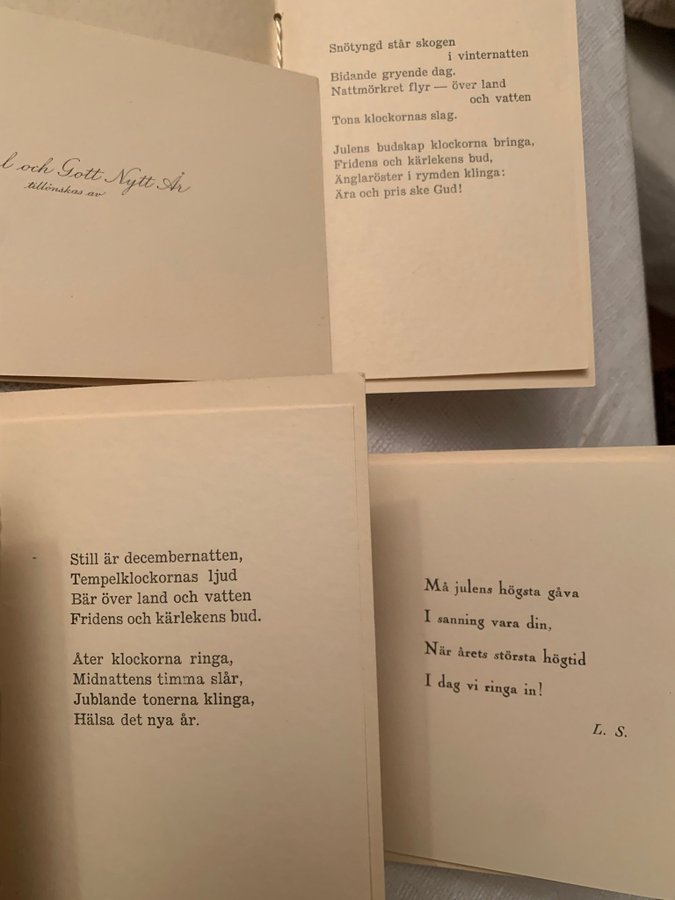 och Gott Nytt År
tillönskas av
Snötyngd står skogen
i vinternatten
Bidande gryende dag.
Nattmörkret flyr — över land
och vatten
Tona klockornas slag.
Julens budskap klockorna bringa,
Fridens och kärlekens bud,
Änglaröster i rymden klinga:
Ära och pris ske Gud!
Still är decembernatten,
Tempelklockornas ljud
Bär över land och vatten
Fridens och kärlekens bud.
Åter klockorna ringa,
Midnattens timma slår,
Jublande tonerna klinga,
Hälsa det nya år.
Må julens högsta gåva
I sanning vara din,
När årets största högtid
I dag vi ringa in!
L. S.